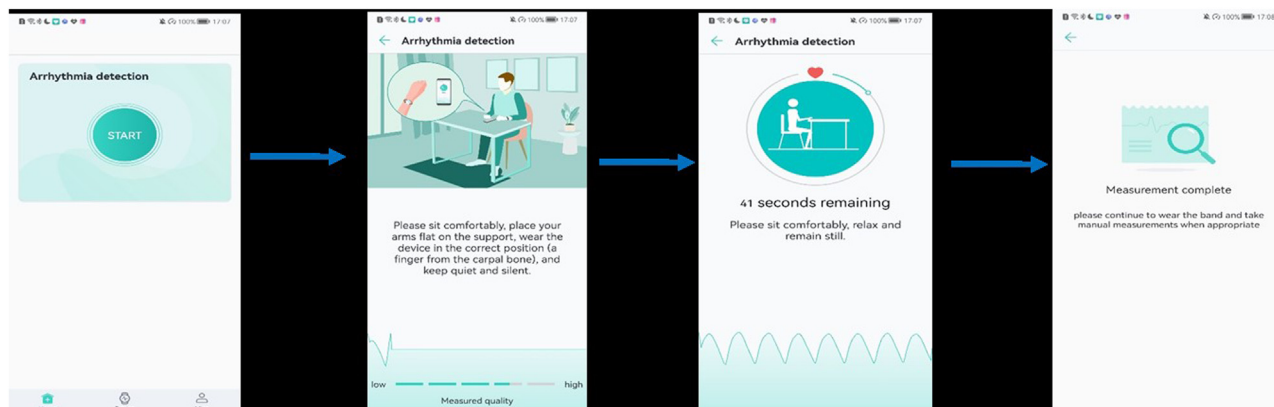 100% 17:07
Arrhythmia detection
START
100% 17:07
Arrhythmia detection
Please sit comfortably, place your
arms flat on the support, wear the
device in the correct position (a
finger from the carpal bone), and
keep quiet and silent.
low high
Measured quality
100% 17:07
Arrhythmia detection
41 seconds remaining
Please sit comfortably, relax and
remain still.
100% 17:08
Measurement complete
please continue to wear the band and take
manual measurements when appropriate